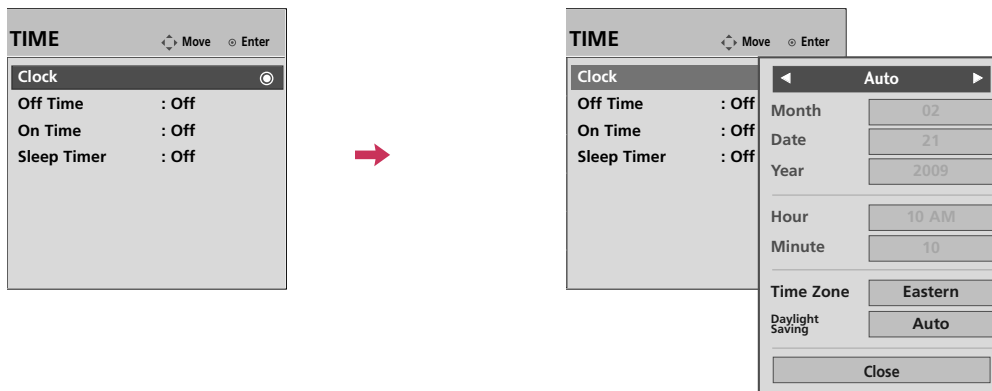 TIME Move Enter
Clock
Off Time : Off
On Time : Off
Sleep Timer : Off
TIME Move Enter
Clock
Off Time : Off
On Time : Off
Sleep Timer : Off
Auto
Month 02
Date 21
Year 2009
Hour 10 AM
Minute 10
Time Zone Eastern
Daylight
Saving Auto
Close